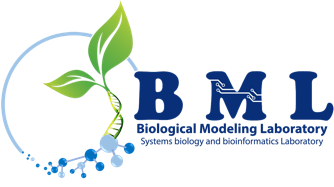 BML
Biological Modeling Laboratory
Systems biology and bioinformatics Laboratory